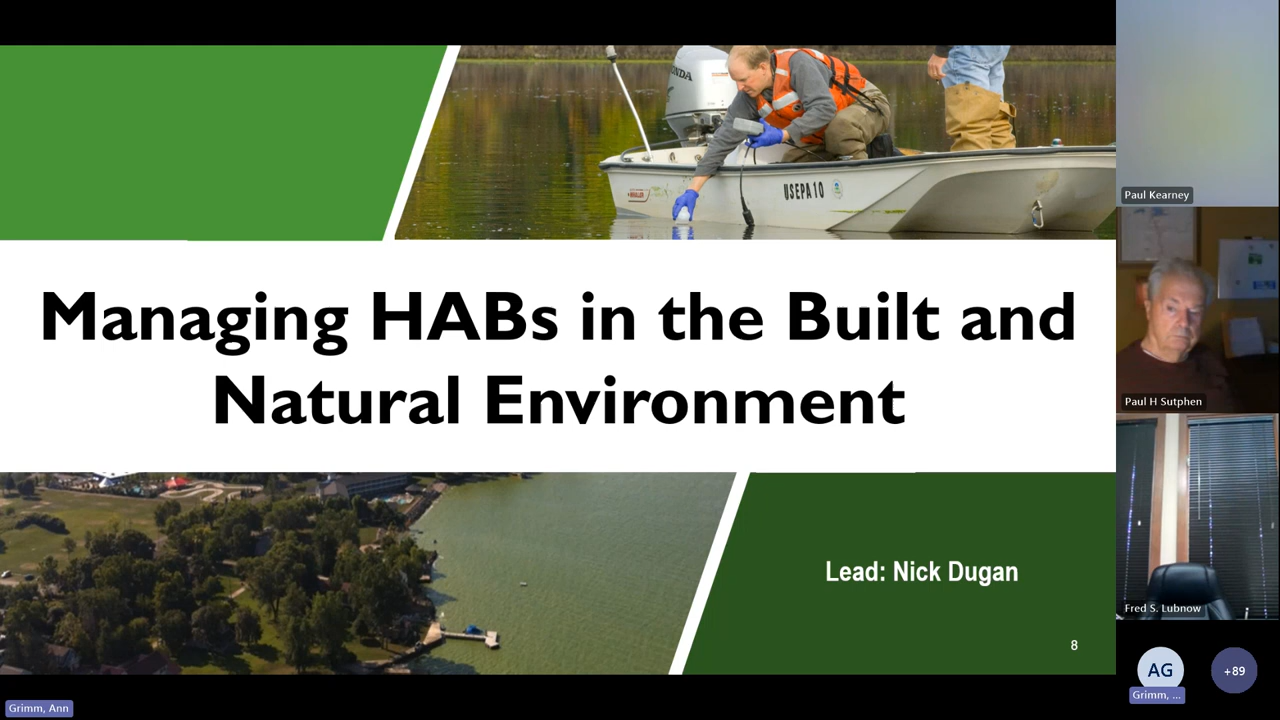 HONDA
USEPA 10
Managing HABs in the Built and
Natural Environment
Lead: Nick Dugan
8
Grimm, Ann
Paul Kearney
Paul H Sutphen
Fred S. Lubnow
AG
Grimm, ...
+89